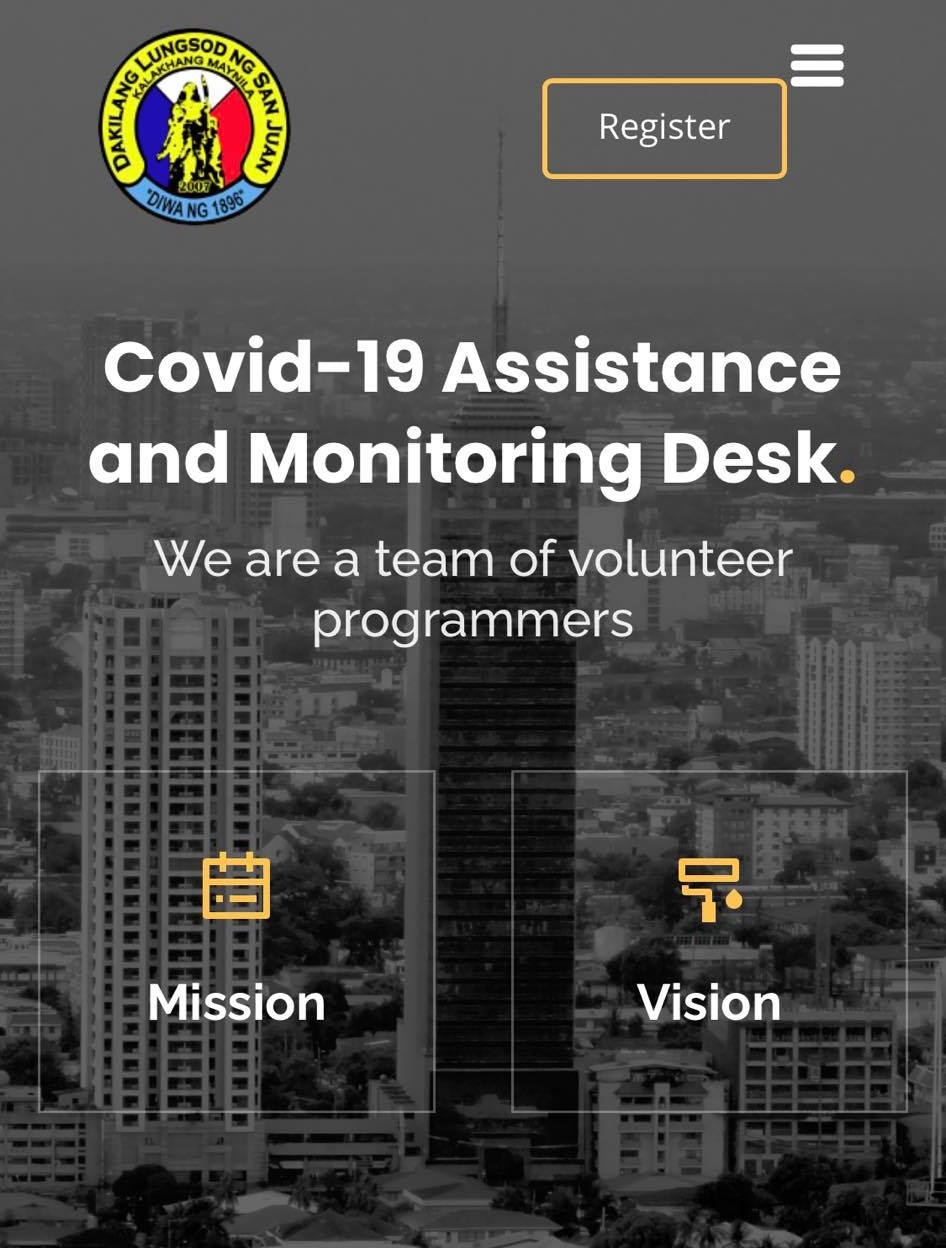 DAKILANG LUNGSOD NG SAN JUAN
KALAKHANG MAYNILA
2007
"DIWA NG 1896"
Register
Covid-19 Assistance
and Monitoring Desk.
We are a team of volunteer
programmers
Mission
Vision